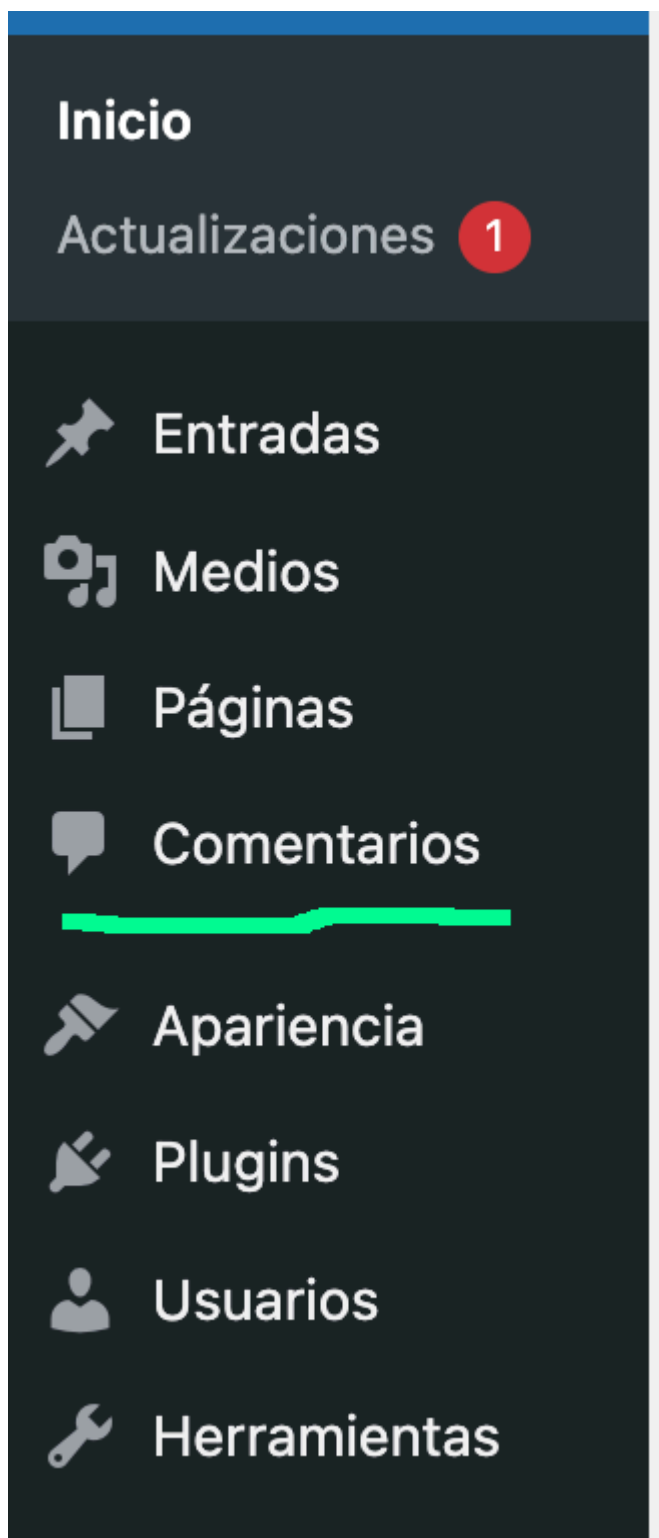 Inicio
Actualizaciones 1
Entradas
Medios
Páginas
Comentarios
Apariencia
Plugins
Usuarios
Herramientas